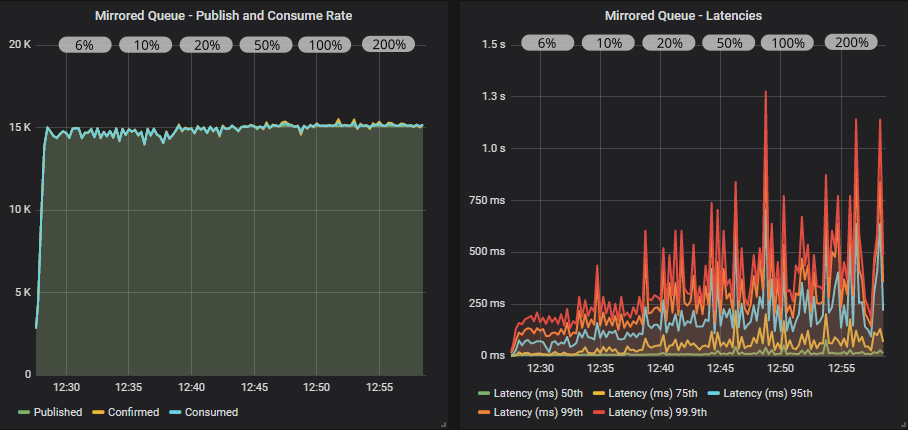 Mirrored Queue - Publish and Consume Rate
20 K
6% 10% 20% 50% 100% 200%
15 K
10 K
5 K
0
12:30 12:35 12:40 12:45 12:50 12:55
Published Confirmed Consumed
Mirrored Queue - Latencies
1.5 s
6% 10% 20% 50% 100% 200%
1.3 s
1.0 s
750 ms
500 ms
250 ms
0 ms
12:30 12:35 12:40 12:45 12:50 12:55
Latency (ms) 50th Latency (ms) 75th Latency (ms) 95th
Latency (ms) 99th Latency (ms) 99.9th